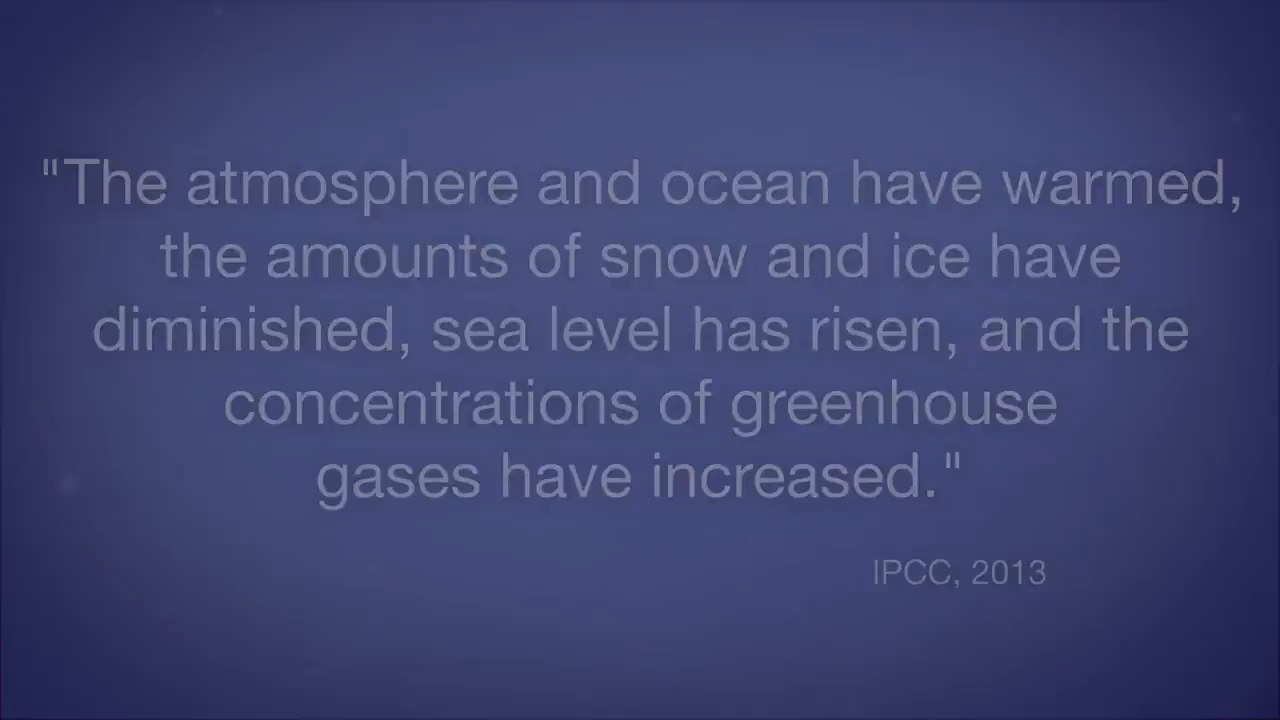 "The atmosphere and ocean have warmed,
the amounts of snow and ice have
diminished, sea level has risen, and the
concentrations of greenhouse
gases have increased."
IPCC, 2013